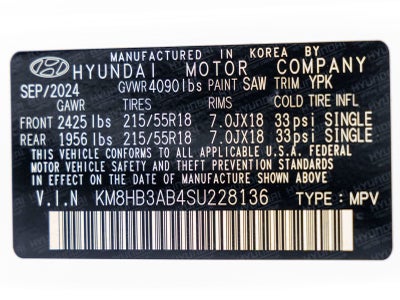 MANUFACTURED IN KOREA BY
HYUNDAI MOTOR COMPANY
SEP/2024 GVWR 4090lbs PAINT SAW TRIM YPK
GAWR TIRES RIMS COLD TIRE INFL
FRONT 2425 lbs 215/55R18 7.0JX18 33psi SINGLE
REAR 1956 lbs 215/55R18 7.0JX18 33psi SINGLE
THIS VEHICLE CONFORMS TO ALL APPLICABLE U.S.A. FEDERAL
MOTOR VEHICLE SAFETY AND THEFT PREVENTION STANDARDS
IN EFFECT ON THE DATE OF MANUFACTURE SHOWN ABOVE
V.I.N KM8HB3AB4SU228136 TYPE : MPV